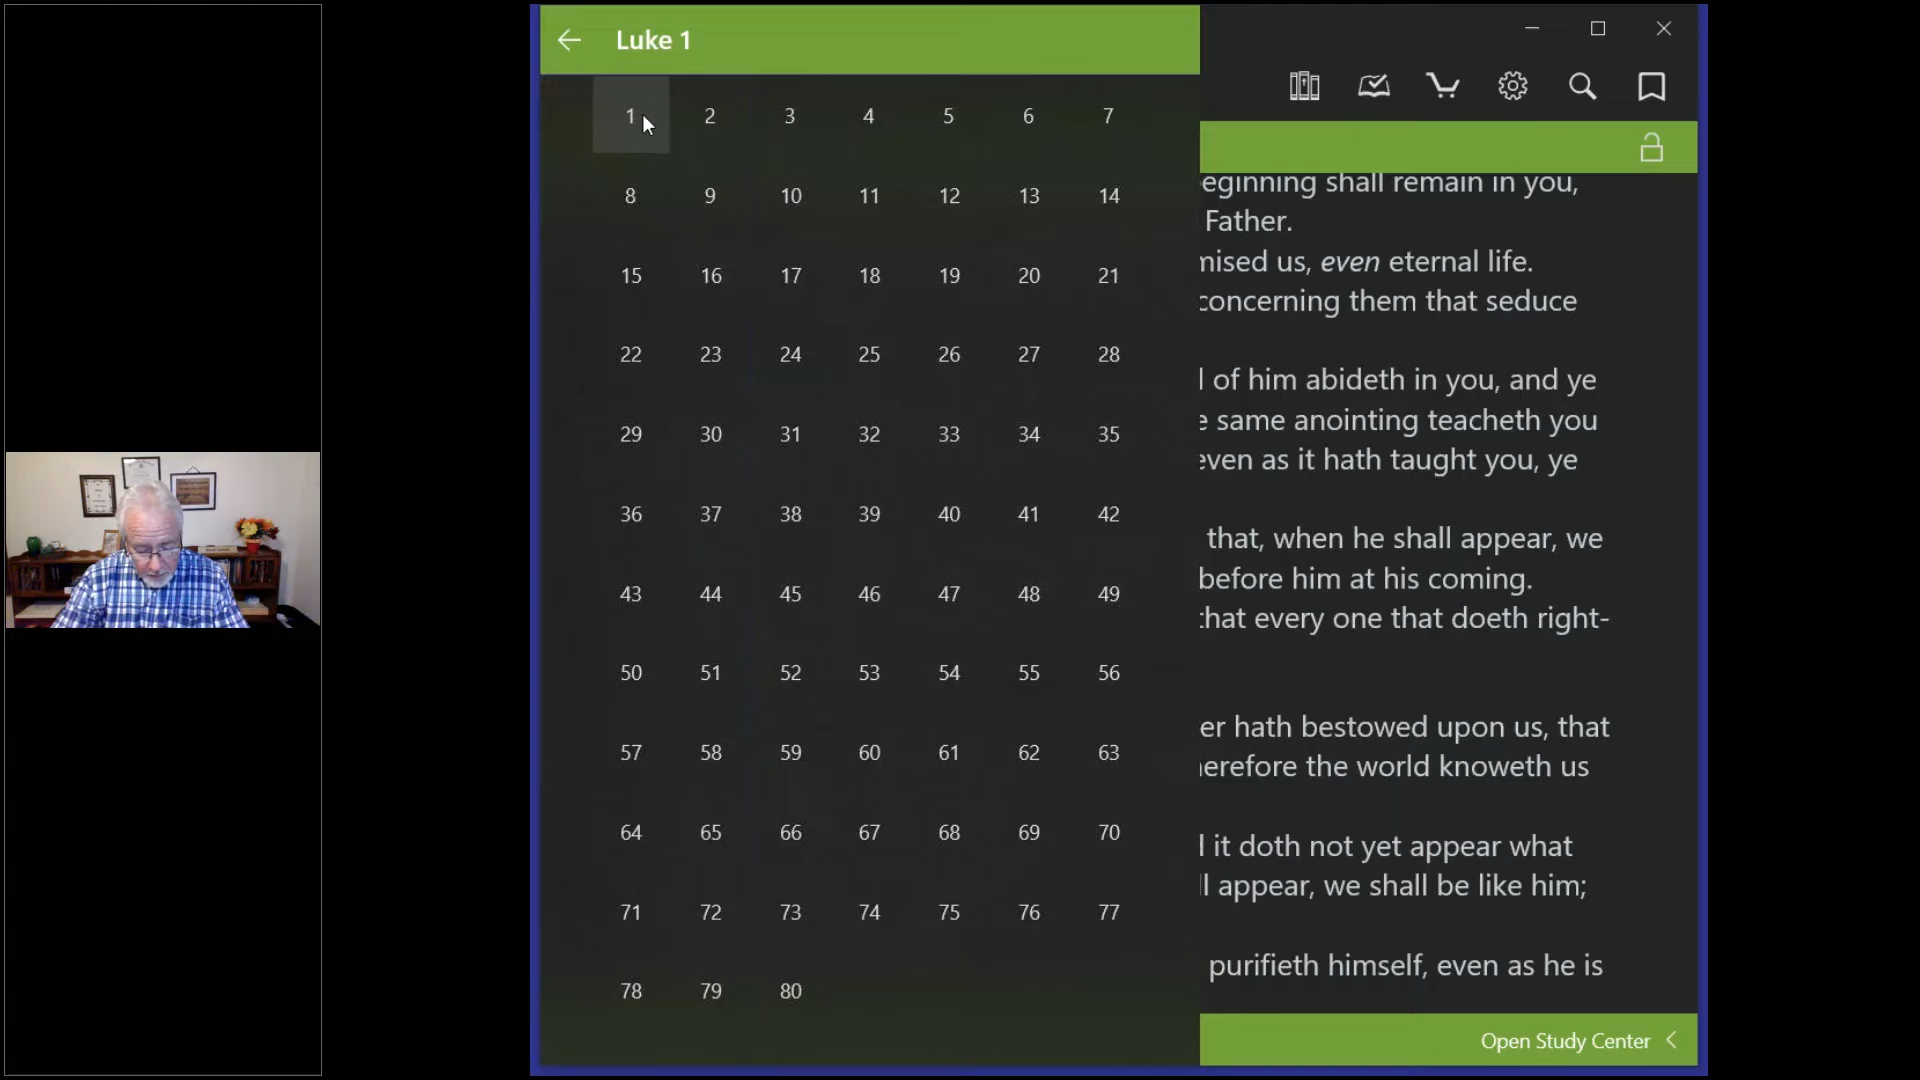 Luke 1
1 2 3 4 5 6 7
8 9 10 11 12 13 14
15 16 17 18 19 20 21
22 23 24 25 26 27 28
29 30 31 32 33 34 35
36 37 38 39 40 41 42
43 44 45 46 47 48 49
50 51 52 53 54 55 56
57 58 59 60 61 62 63
64 65 66 67 68 69 70
71 72 73 74 75 76 77
78 79 80
eginning shall remain in you,
Father.
mised us, even eternal life.
concerning them that seduce
of him abideth in you, and ye
e same anointing teacheth you
even as it hath taught you, ye
that, when he shall appear, we
before him at his coming.
that every one that doeth right-
er hath bestowed upon us, that
herefore the world knoweth us
it doth not yet appear what
ll appear, we shall be like him;
purifieth himself, even as he is
Open Study Center